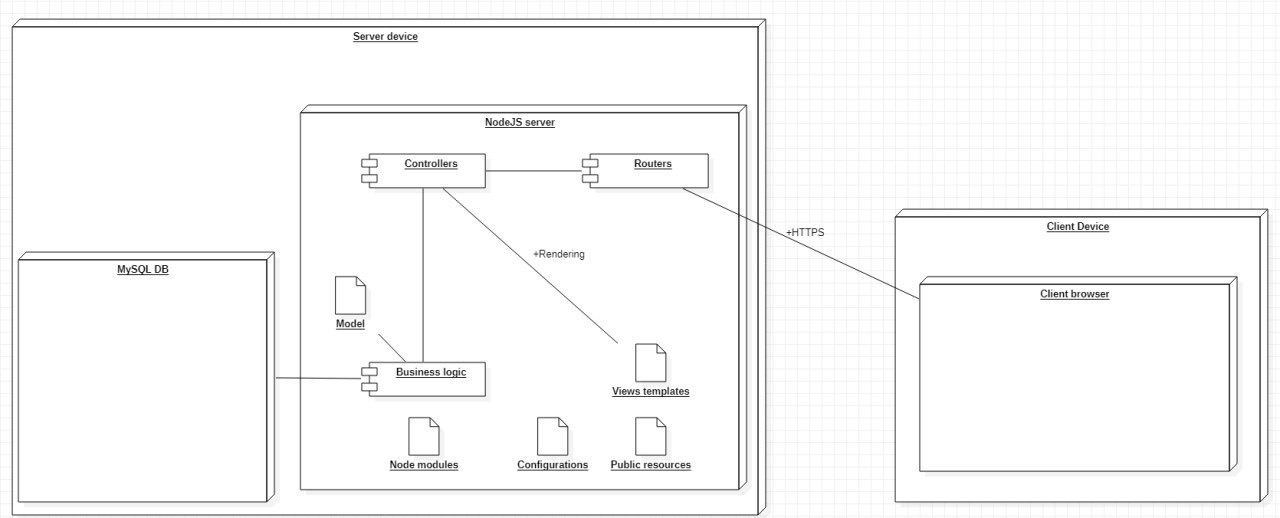 Server device
NodeJS server
Controllers
Routers
+HTTPS
Client Device
+Rendering
MySQL DB
Client browser
Model
Business logic
Views templates
Node modules
Configurations
Public resources